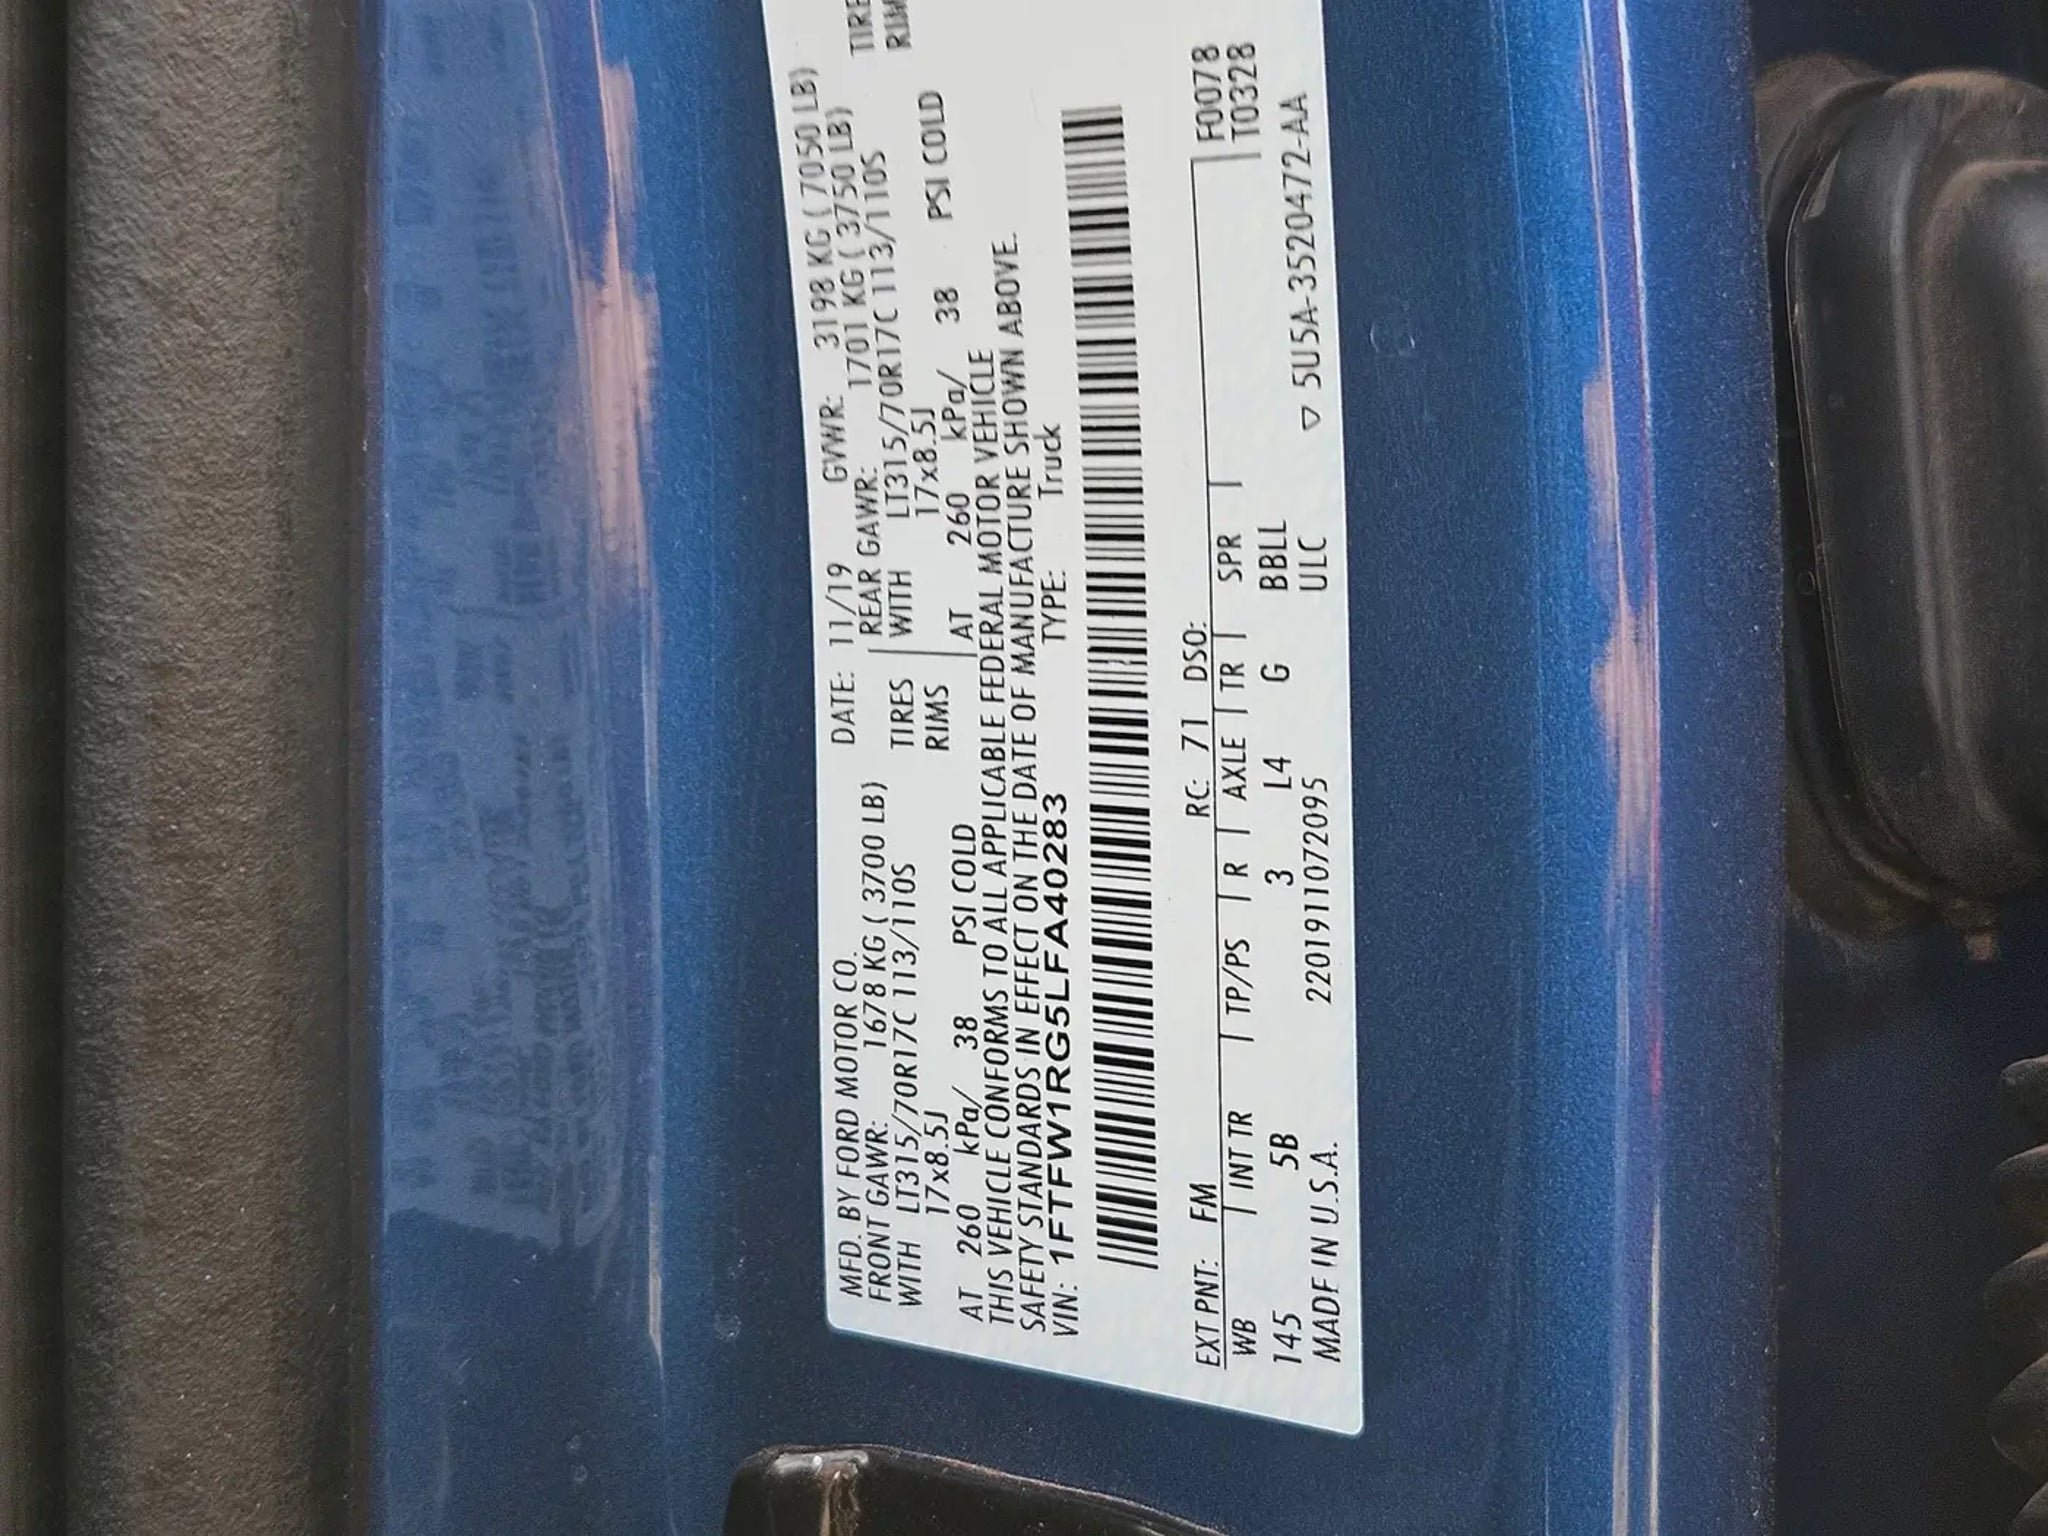 MFD. BY FORD MOTOR CO. DATE: 11/19 GVWR: 3198 KG ( 7050 LB)
FRONT GAWR: 1678 KG ( 3700 LB) REAR GAWR: 1701 KG ( 3750 LB)
WITH LT315/70R17C 113/110S TIRES WITH LT315/70R17C 113/110S TIRE
17x8.5J RIMS 17x8.5J RIM
AT 260 kPa/ 38 PSI COLD AT 260 kPa/ 38 PSI COLD
THIS VEHICLE CONFORMS TO ALL APPLICABLE FEDERAL MOTOR VEHICLE
SAFETY STANDARDS IN EFFECT ON THE DATE OF MANUFACTURE SHOWN ABOVE.
VIN: 1FTFW1RG5LFA40283 TYPE: Truck
EXT PNT: FM RC: 71 DSO: F0078
WB INT TR TP/PS R AXLE TR SPR T0328
145 5B 3 L4 G BBLL
MADE IN U.S.A. 2201911072095 ULC ▽ 5U5A-3520472-AA